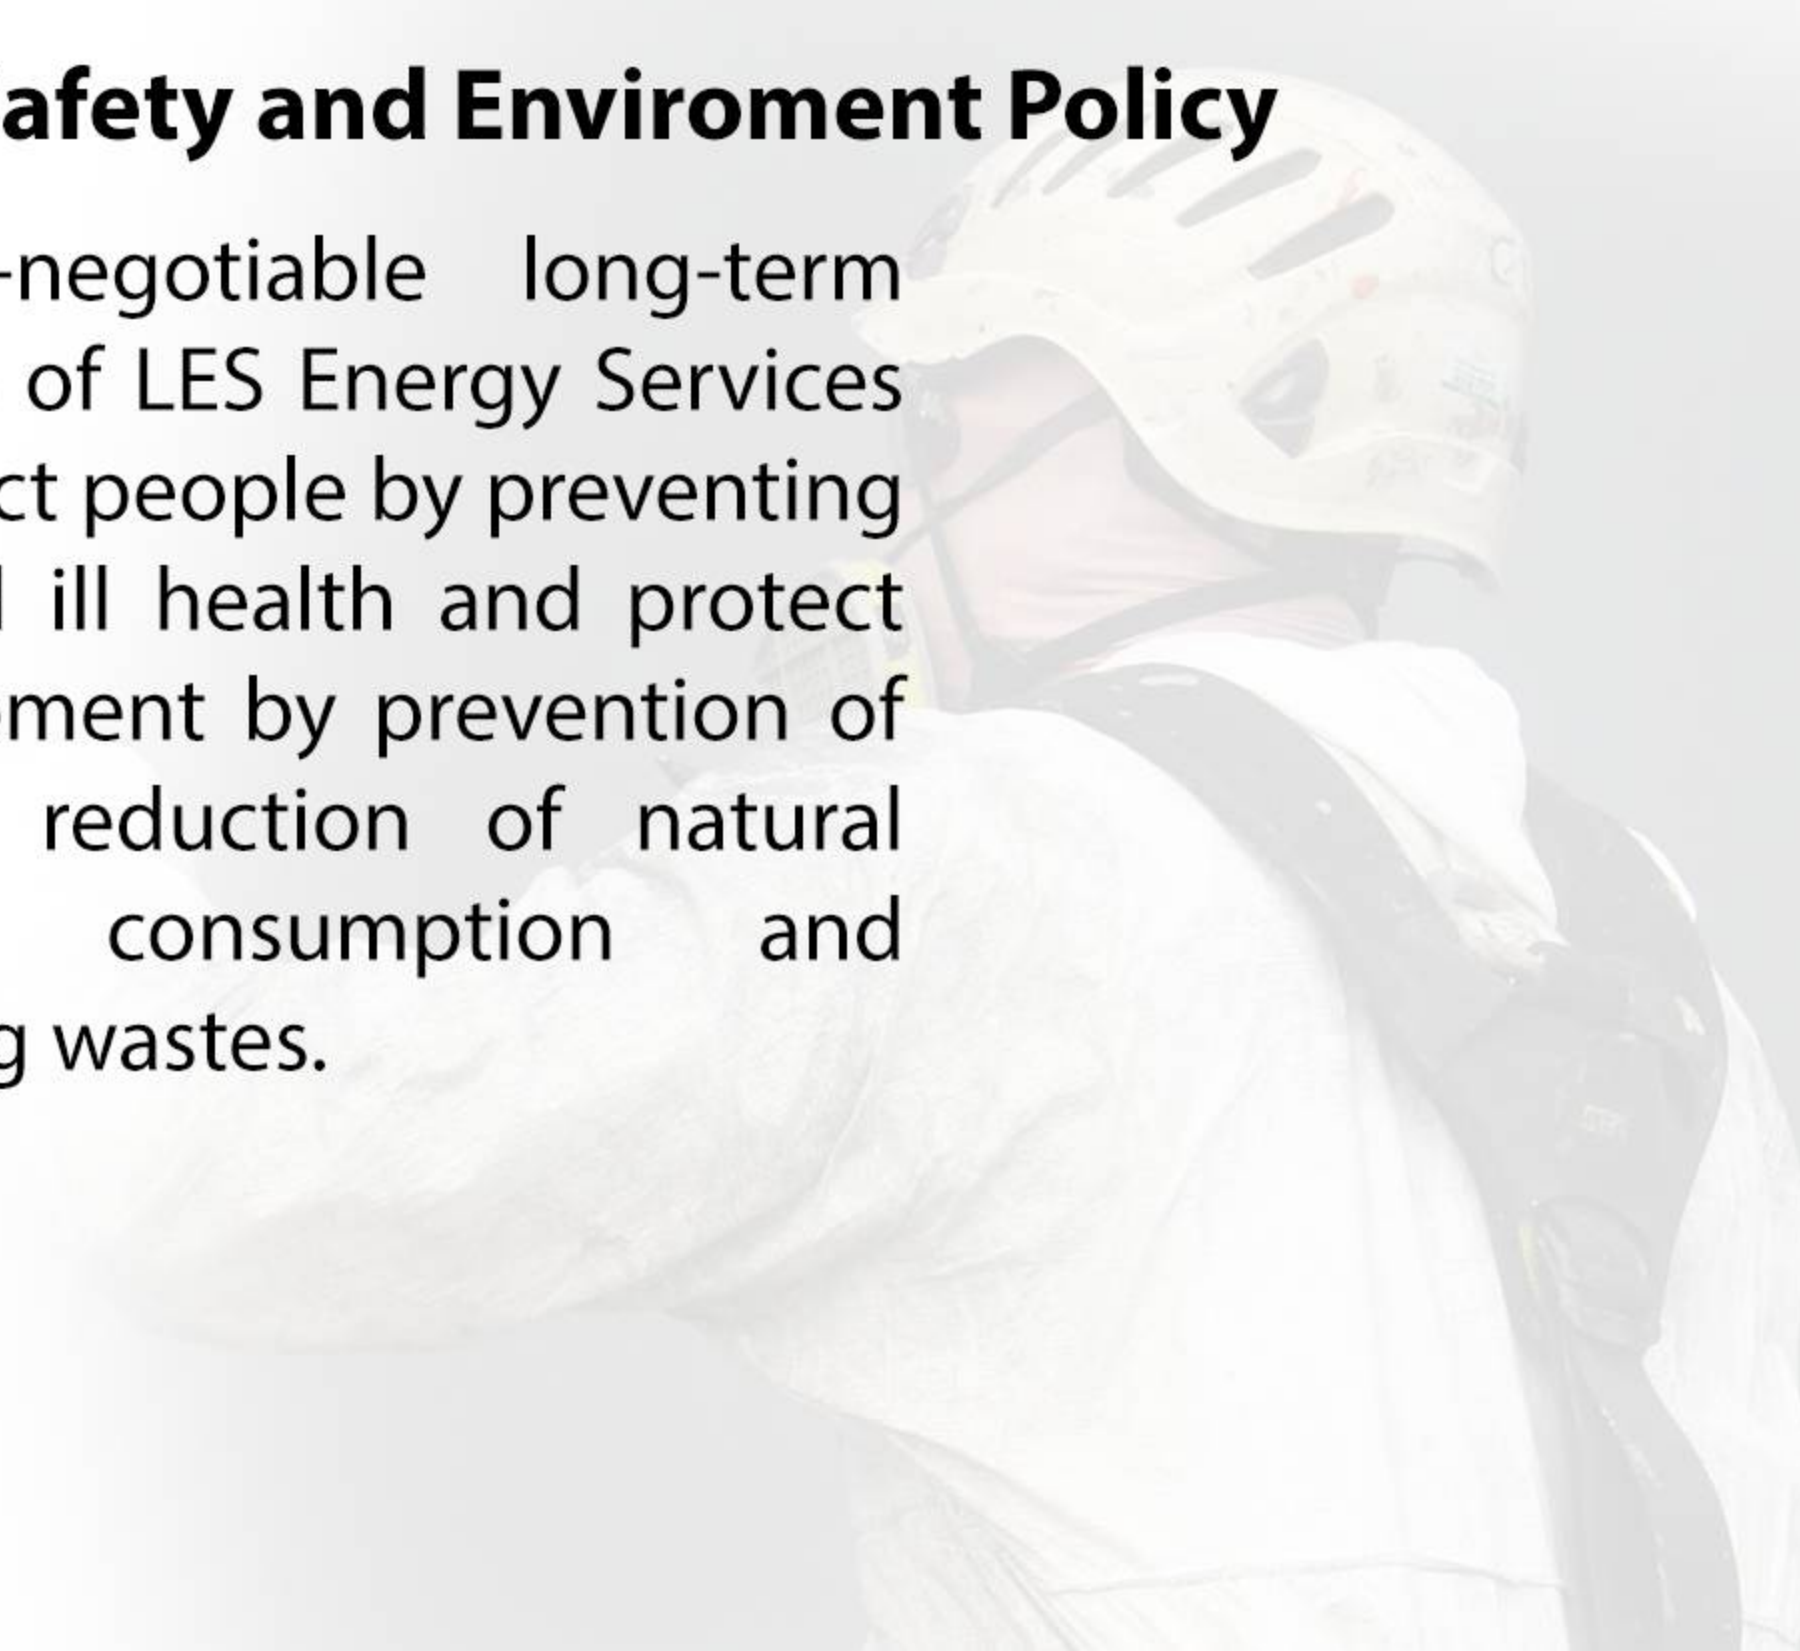 afety and Enviroment Policy
-negotiable long-term
of LES Energy Services
ct people by preventing
ill health and protect
ment by prevention of
reduction of natural
consumption and
g wastes.